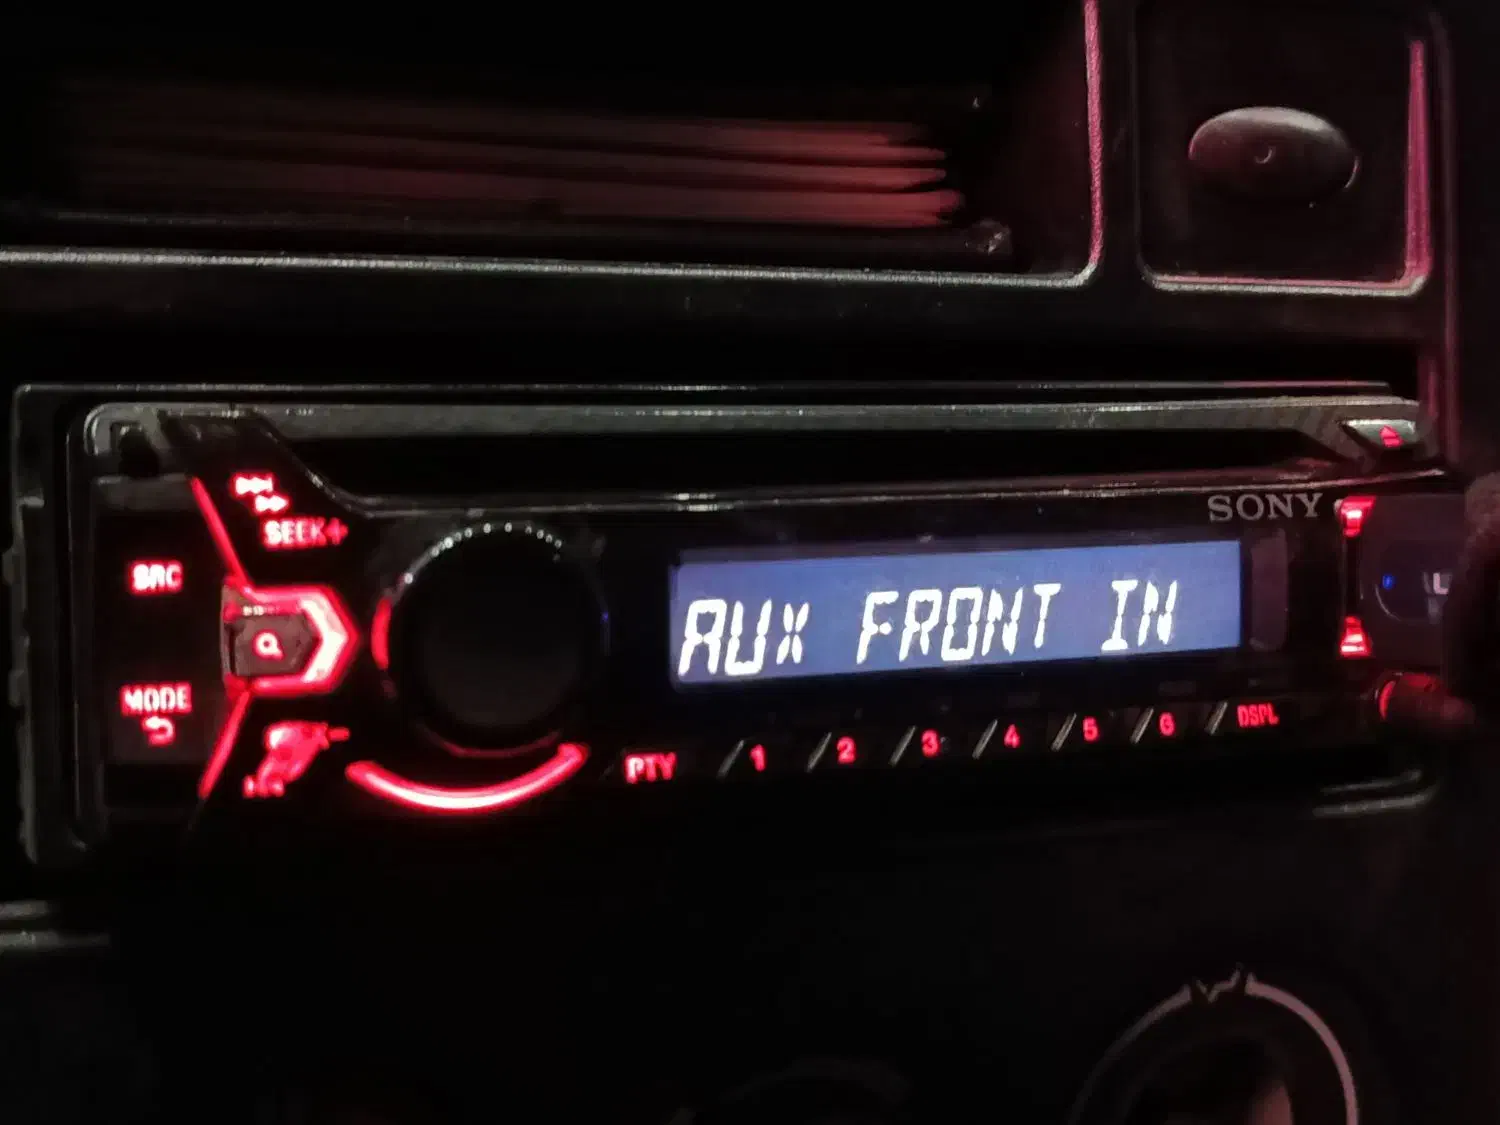 SEEK+
SONY
SRC
AUX FRONT IN
MODE
PTY 1 2 3 4 5 6 DSPL